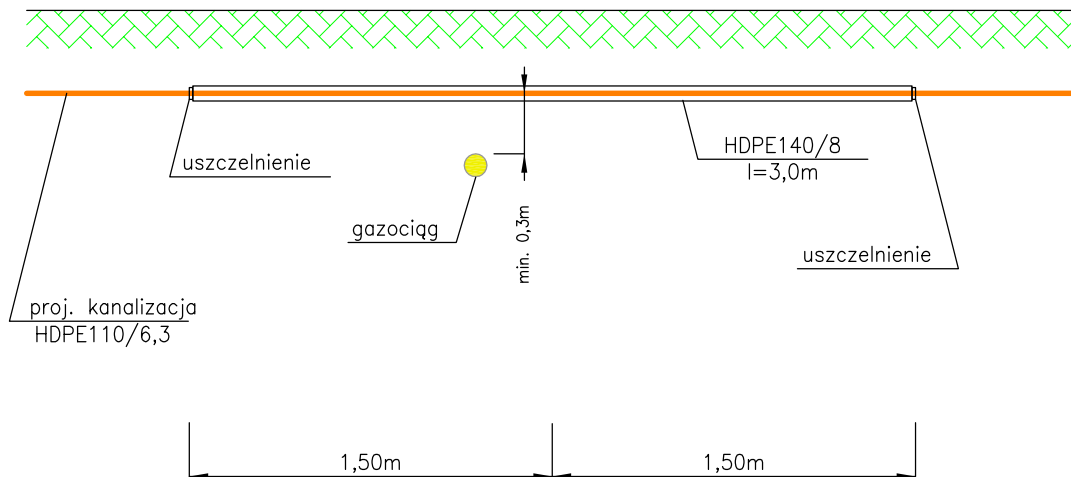 uszczelnienie
HDPE140/8
l=3,0m
gazociąg
min. 0,3m
uszczelnienie
proj. kanalizacja
HDPE110/6,3
1,50m
1,50m